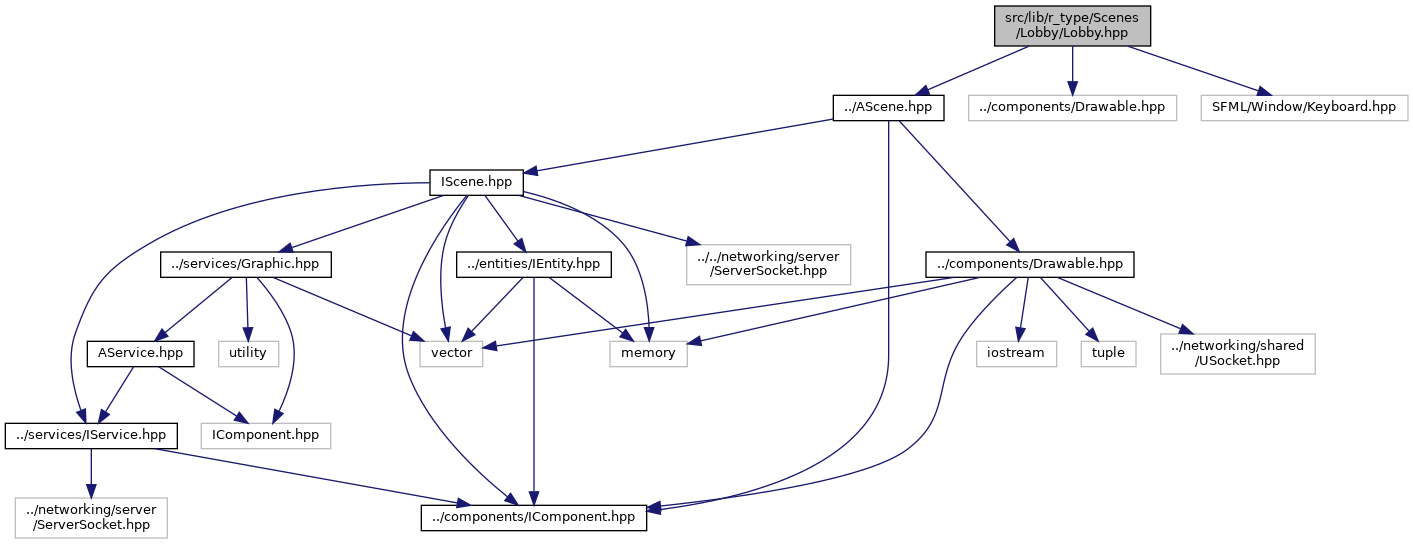 src/lib/r_type/Scenes
/Lobby/Lobby.hpp
../AScene.hpp
../components/Drawable.hpp
SFML/Window/Keyboard.hpp
IScene.hpp
../services/Graphic.hpp
../entities/IEntity.hpp
../../networking/server
/ServerSocket.hpp
../components/Drawable.hpp
AService.hpp
utility
vector
memory
iostream
tuple
../networking/shared
/USocket.hpp
../services/IService.hpp
IComponent.hpp
../networking/server
/ServerSocket.hpp
../components/IComponent.hpp